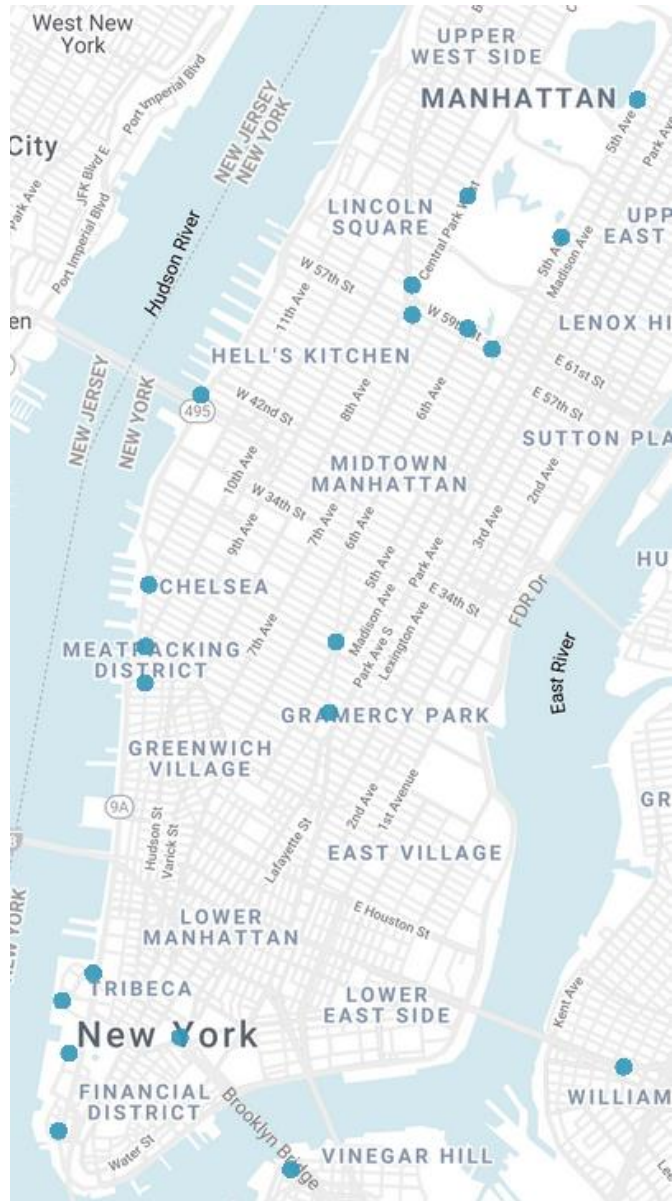 West New
York
UPPER
WEST SIDE
Port Imperial Blvd
NEW JERSEY
NEW YORK
MANHATTAN
5th Ave
Park Av
City
JFK Blvd E
Park Ave
Port Imperial Blvd
LINCOLN
SQUARE
Central Park West
UPP
EAST
5th Av
Madison Ave
Hudson River
W 57th St
11th Ave
en
W 59th St
LENOX HI
HELL'S KITCHEN
E 61st St
8th Ave
6th Ave
E 57th St
495
W 42nd St
NEW JERSEY
NEW YORK
SUTTON PLA
MIDTOWN
MANHATTAN
10th Ave
2nd Ave
W 34th St
7th Ave
6th Ave
9th Ave
3rd Ave
5th Ave
Park Ave
HU
CHELSEA
E 34th St
FDR Dr
Madison Ave
Park Ave S
Lexington Ave
7th Ave
MEATPACKING
DISTRICT
East River
GRAMERCY PARK
GREENWICH
VILLAGE
9A
GR
Hudson St
Varick St
2nd Ave
1st Avenue
Lafayette St
EAST VILLAGE
EW YORK
LOWER
MANHATTAN
E Houston St
TRIBECA
LOWER
EAST SIDE
Kent Ave
New York
FINANCIAL
DISTRICT
WILLIAM
Brooklyn Bridge
Water St
VINEGAR HILL
Le